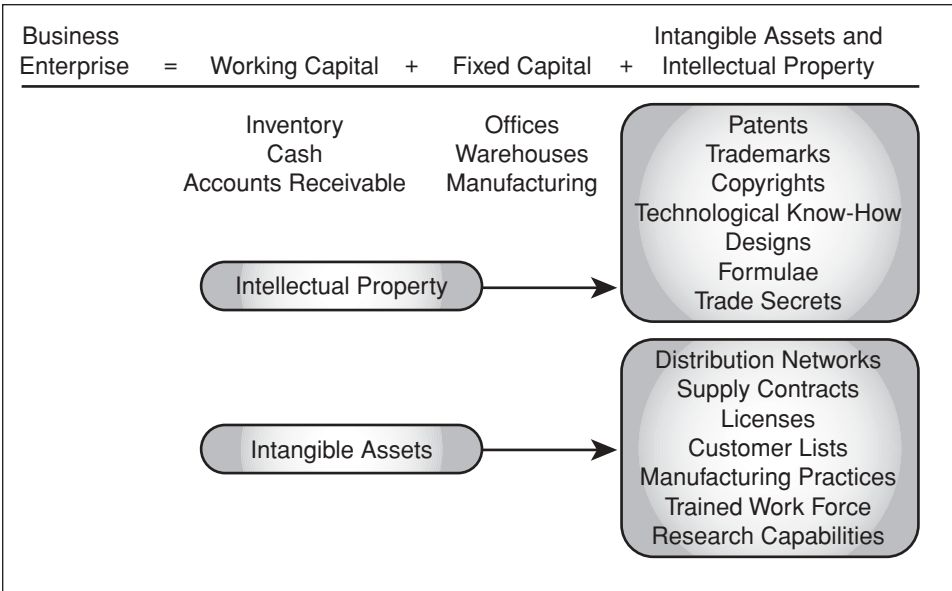 Business
Enterprise = Working Capital + Fixed Capital + Intangible Assets and
Intellectual Property
Inventory
Cash
Accounts Receivable
Offices
Warehouses
Manufacturing
Patents
Trademarks
Copyrights
Technological Know-How
Designs
Formulae
Trade Secrets
Intellectual Property
Distribution Networks
Supply Contracts
Licenses
Customer Lists
Manufacturing Practices
Trained Work Force
Research Capabilities
Intangible Assets